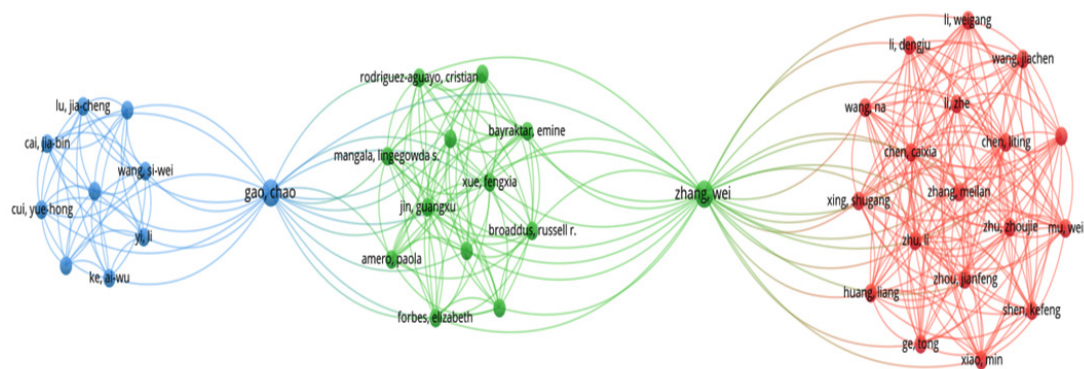 lu, jia-cheng
cai, jia-bin
wang, si-wei
cui, yue-hong
yi, li
ke, ai-wu
gao, chao
rodriguez-aguayo, cristian
bayraktar, emine
mangala, lingegowda s.
xue, fengxia
jin, guangxu
broaddus, russell r.
amero, paola
forbes, elizabeth
zhang, wei
li, weigang
li, dengju
wang, jiachen
wang, na
li, zhe
chen, liting
chen, caixia
zhang, meilan
xing, shugang
zhu, zhoujie
mu, wei
zhu, li
zhou, jianfeng
huang, liang
shen, kefeng
ge, tong
xiao, min